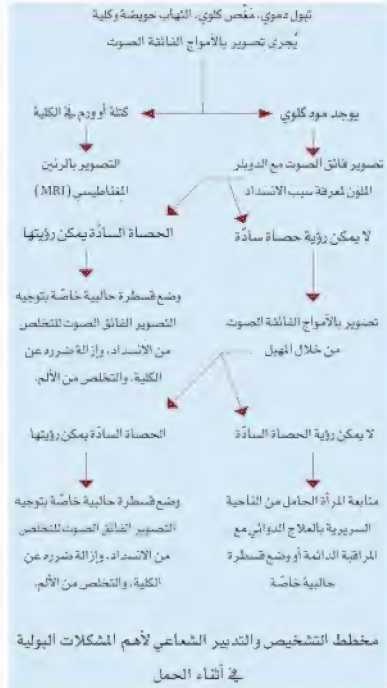 تبول دموي، مَغَص كلوي، التهاب حويضة وكلية
يُجرى تصوير بالأمواج الفائقة الصوت
يوجد موه كلوي
كتلة أو ورم في الكلية
تصوير فائق الصوت مع الدوبلر
الملون لمعرفة سبب الانسداد
التصوير بالرنين
المغناطيسي (MRI)
لا يمكن رؤية حصاة سادّة
الحصاة السادّة يمكن رؤيتها
تصوير بالأمواج الفائقة الصوت
من خلال المهبل
وضع قسطرة حالبية خاصّة بتوجيه
التصوير الفائق الصوت للتخلص
من الانسداد، وإزالة ضرره عن
الكلية، والتخلص من الألم.
لا يمكن رؤية الحصاة السادّة
الحصاة السادّة يمكن رؤيتها
متابعة المرأة الحامل من الناحية
السريرية بالعلاج الدوائي مع
المراقبة الدائمة أو وضع قسطرة
حالبية خاصّة
وضع قسطرة حالبية خاصّة بتوجيه
التصوير الفائق الصوت للتخلص
من الانسداد، وإزالة ضرره عن
الكلية، والتخلص من الألم.
مخطط التشخيص والتدبير الشعاعي لأهم المشكلات البولية
في أثناء الحمل